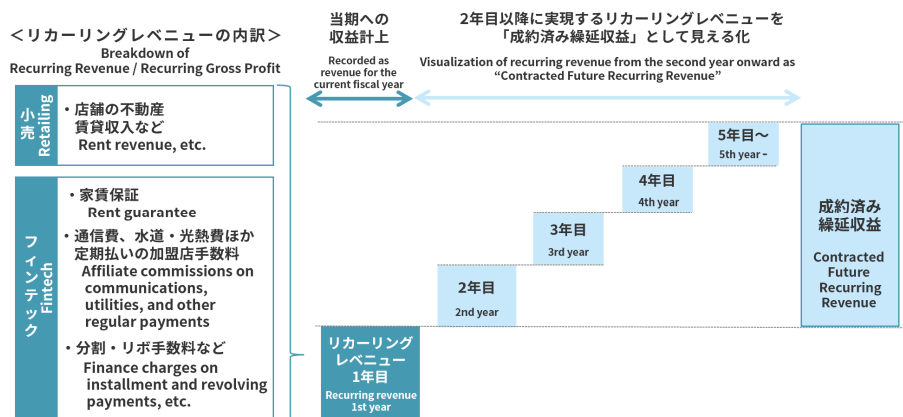 ＜リカーリングレベニューの内訳＞
Breakdown of
Recurring Revenue / Recurring Gross Profit
小売
Retailing
・店舗の不動産
賃貸収入など
Rent revenue, etc.
フィンテック
Fintech
・家賃保証
Rent guarantee
・通信費、水道・光熱費ほか
定期払いの加盟店手数料
Affiliate commissions on
communications,
utilities, and other
regular payments
・分割・リボ手数料など
Finance charges on
installment and revolving
payments, etc.
当期への
収益計上
Recorded as
revenue for the
current fiscal year
2年目以降に実現するリカーリングレベニューを
「成約済み繰延収益」として見える化
Visualization of recurring revenue from the second year onward as
“Contracted Future Recurring Revenue”
リカーリング
レベニュー
1年目
Recurring revenue
1st year
2年目
2nd year
3年目
3rd year
4年目
4th year
5年目～
5th year –
成約済み
繰延収益
Contracted
Future
Recurring
Revenue